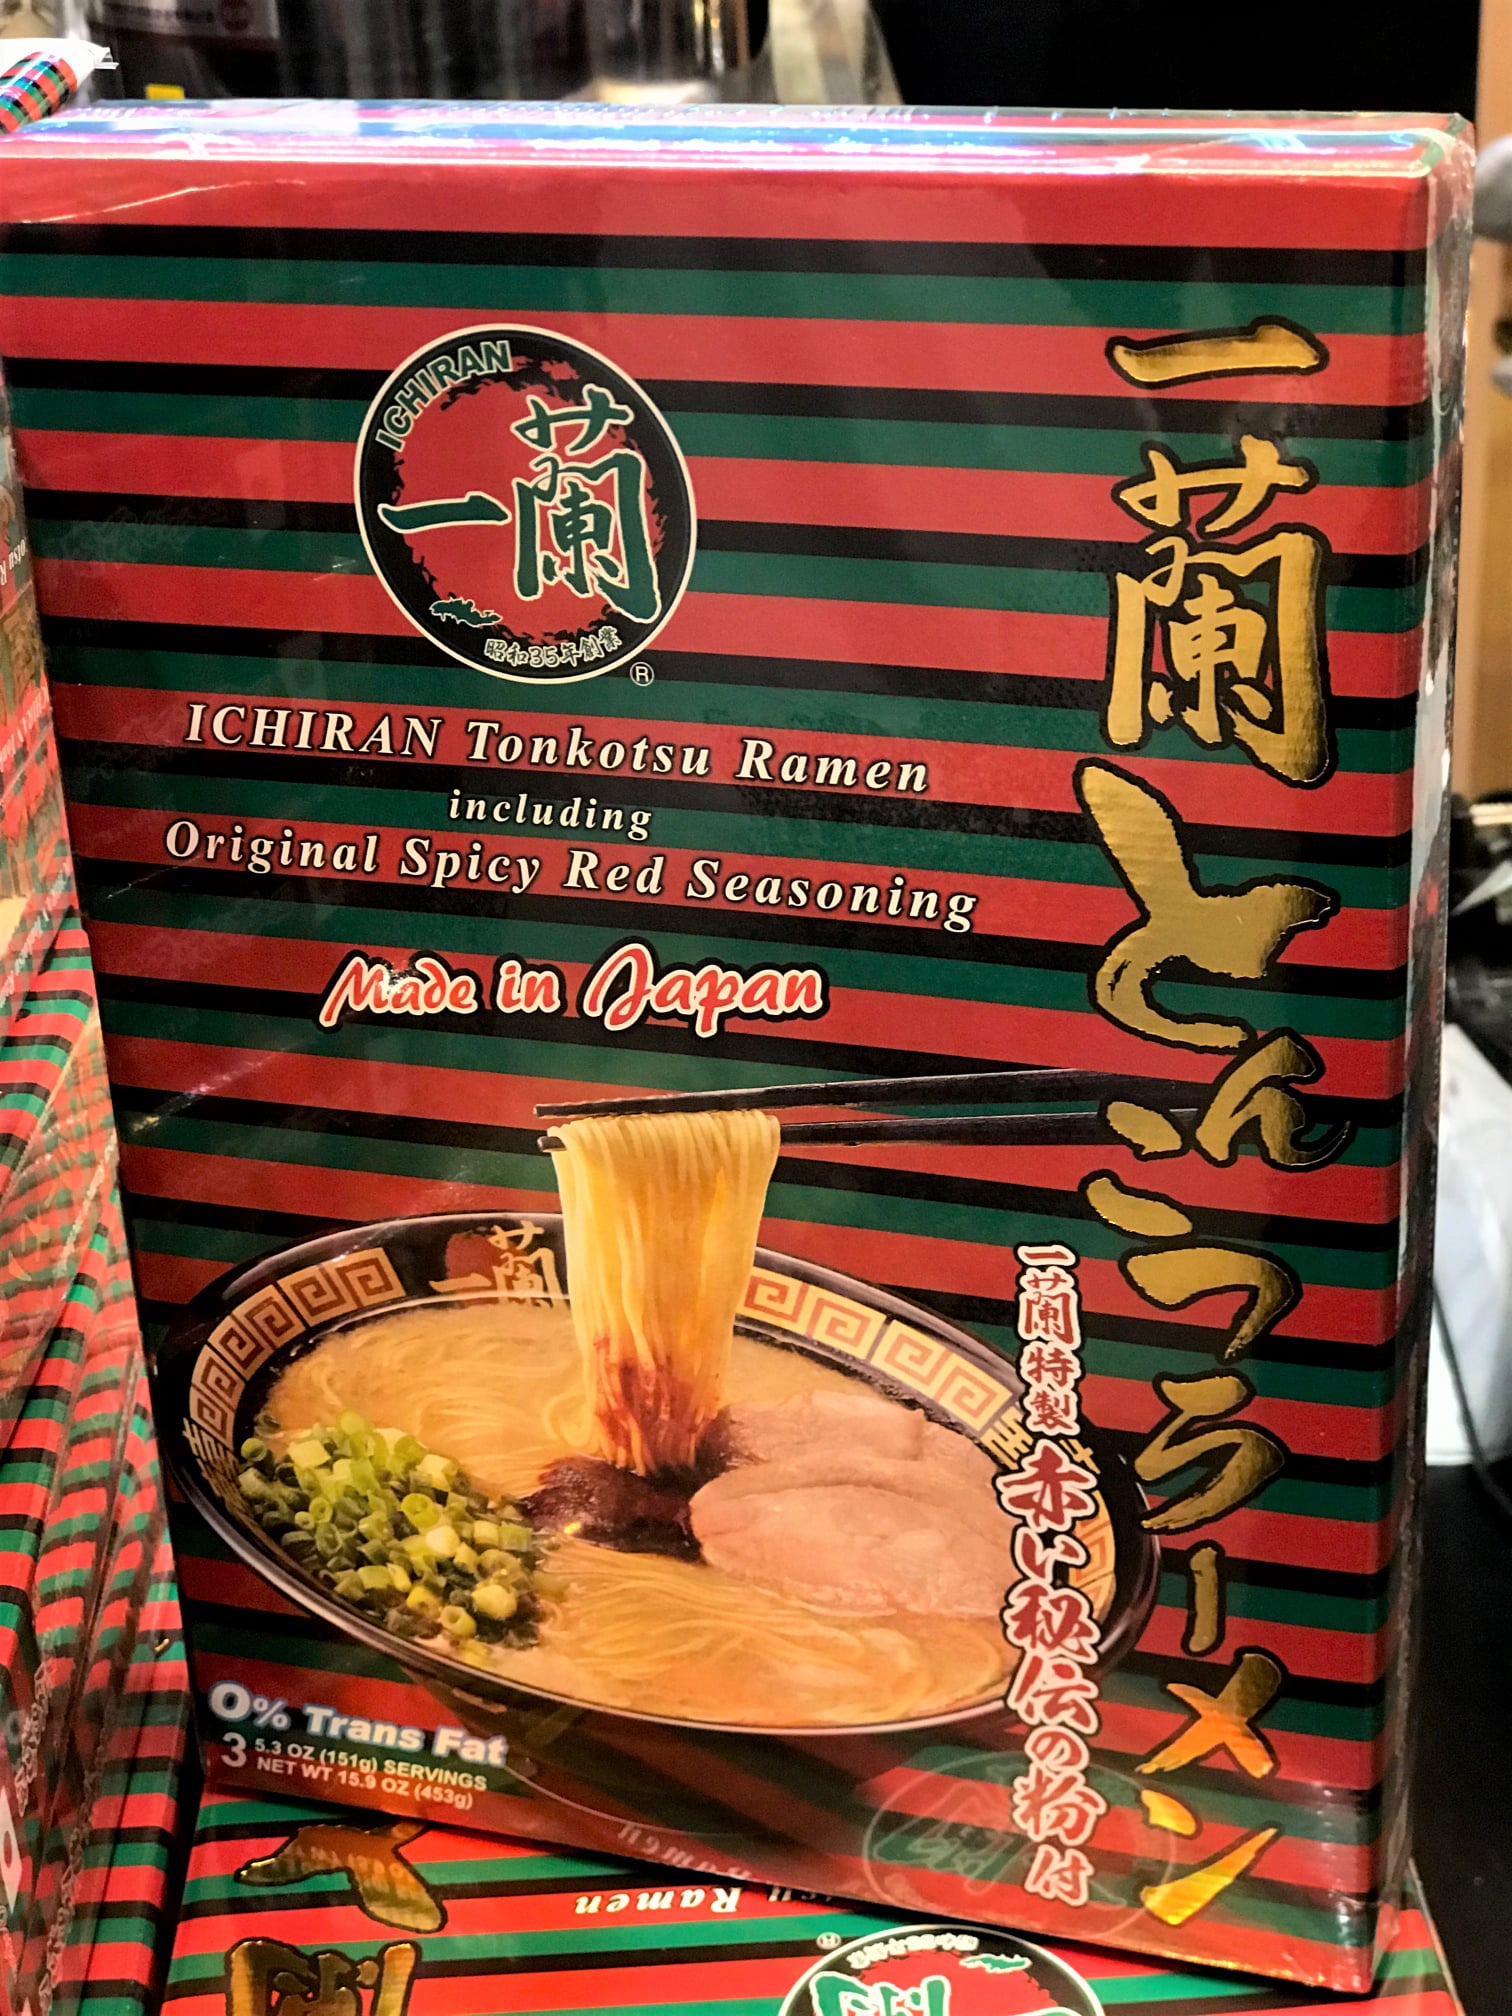 ICHIRAN
一蘭
昭和35年創業
®
ICHIRAN Tonkotsu Ramen
including
Original Spicy Red Seasoning
Made in Japan
一蘭とんこつラーメン
一蘭特製
赤い秘伝の粉付
一蘭
0% Trans Fat
3 5.3 OZ (151g) SERVINGS
NET WT 15.9 OZ (453g)
Ramen